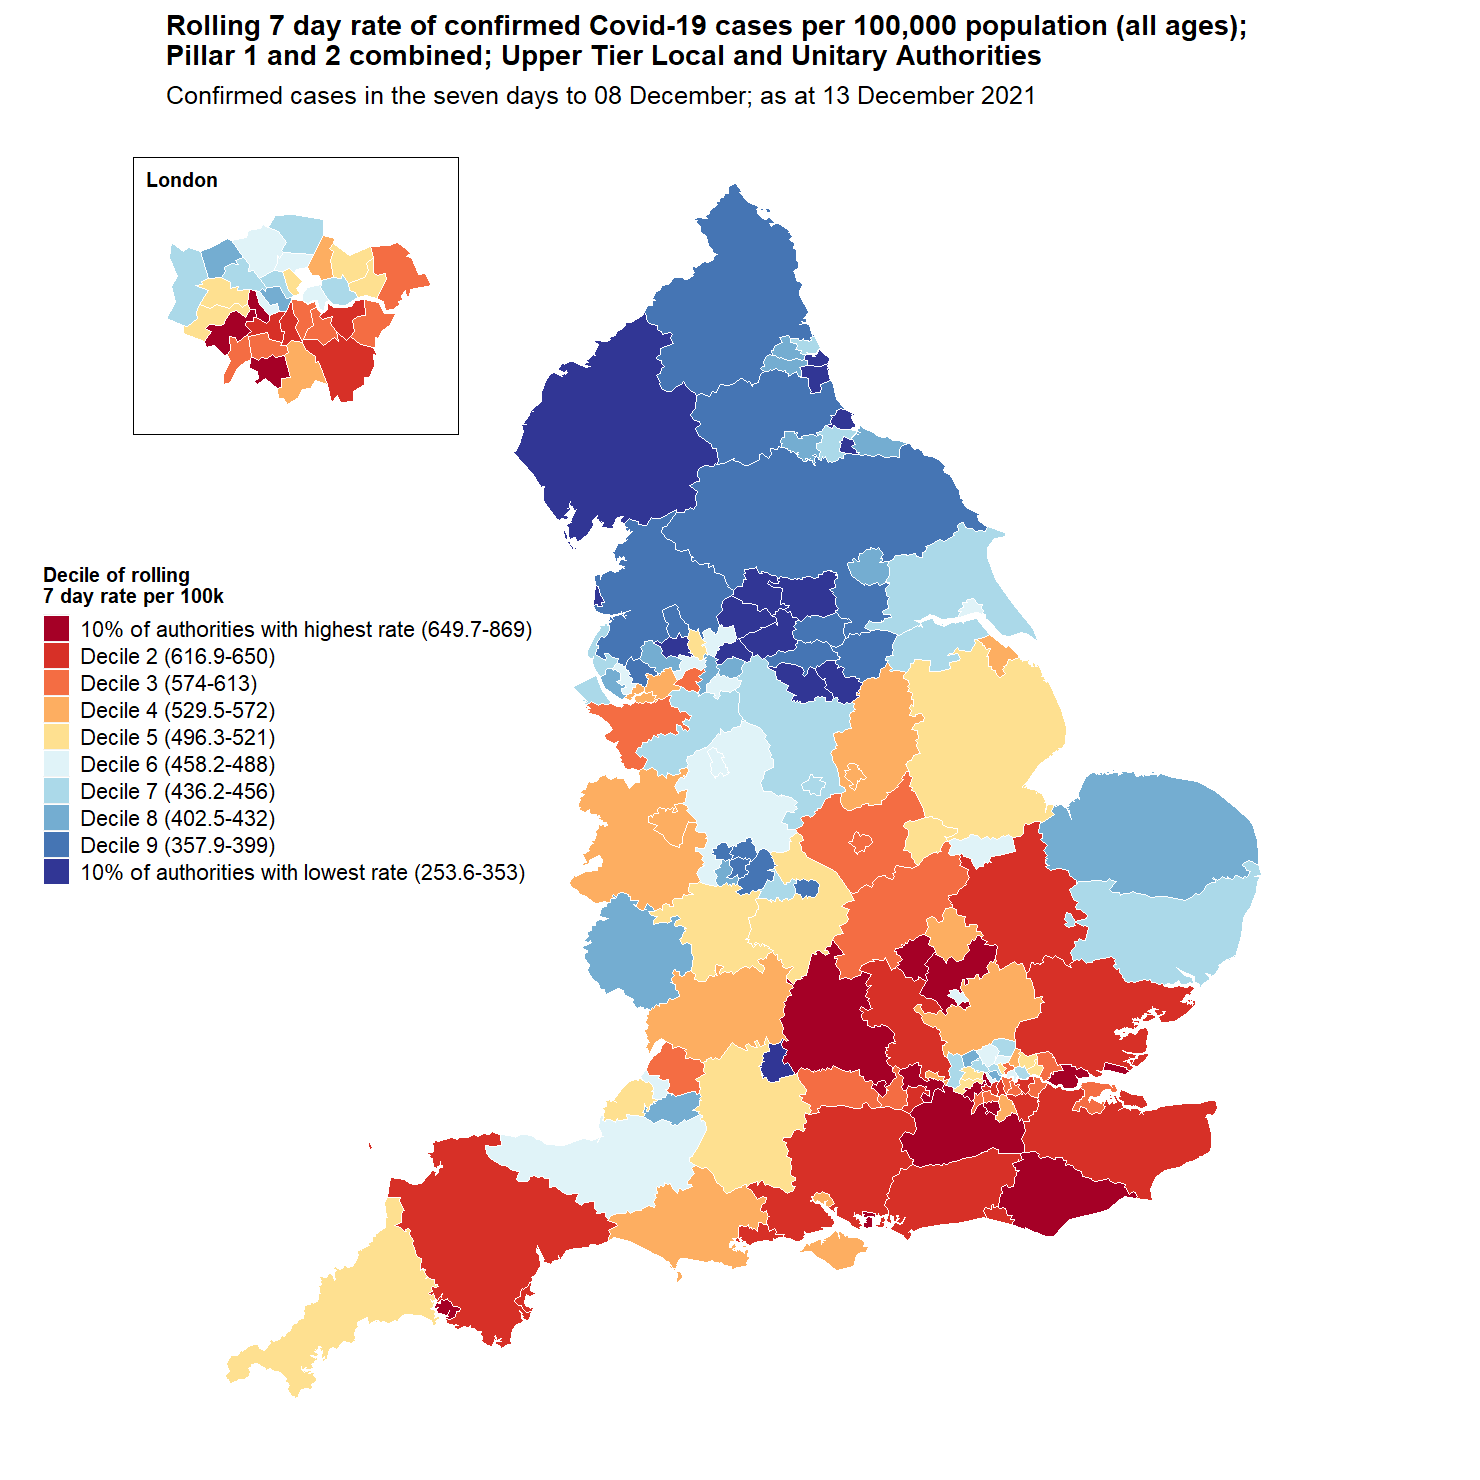 Rolling 7 day rate of confirmed Covid-19 cases per 100,000 population (all ages);
Pillar 1 and 2 combined; Upper Tier Local and Unitary Authorities
Confirmed cases in the seven days to 08 December; as at 13 December 2021
London
Decile of rolling
7 day rate per 100k
10% of authorities with highest rate (649.7-869)
Decile 2 (616.9-650)
Decile 3 (574-613)
Decile 4 (529.5-572)
Decile 5 (496.3-521)
Decile 6 (458.2-488)
Decile 7 (436.2-456)
Decile 8 (402.5-432)
Decile 9 (357.9-399)
10% of authorities with lowest rate (253.6-353)